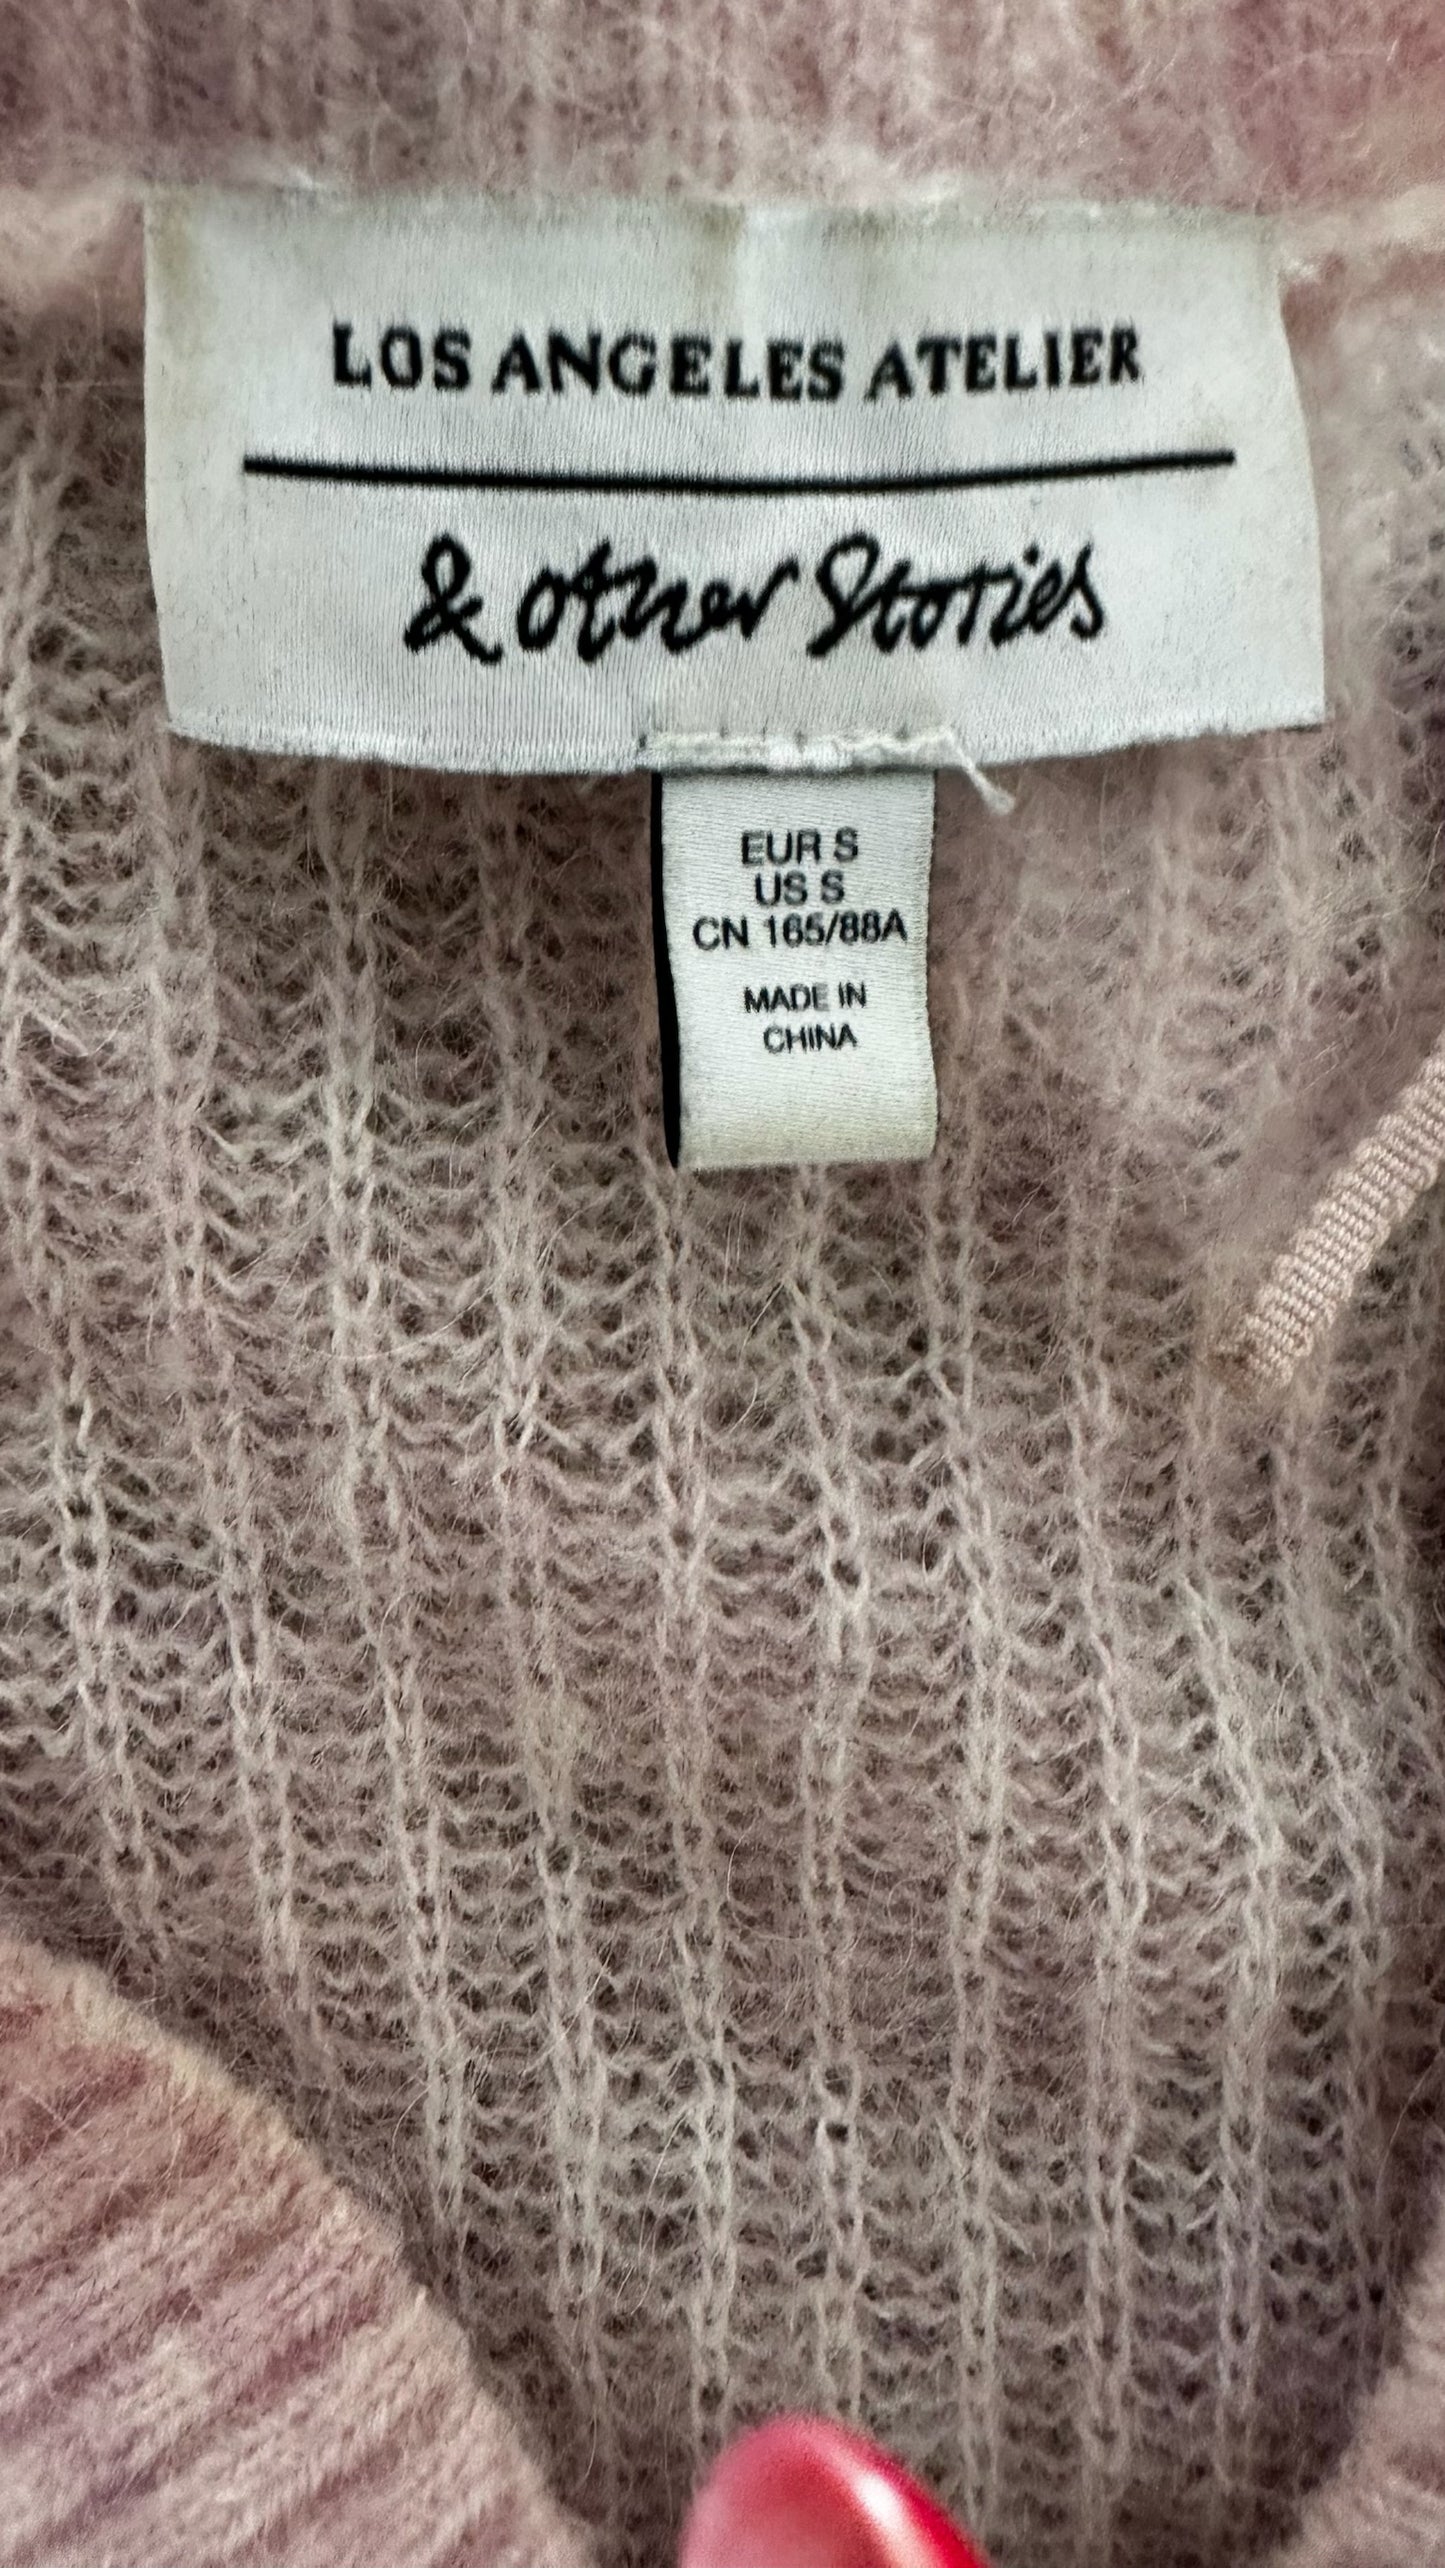 LOS ANGELES ATELIER
& other Stories
EUR S
US S
CN 165/88A
MADE IN
CHINA